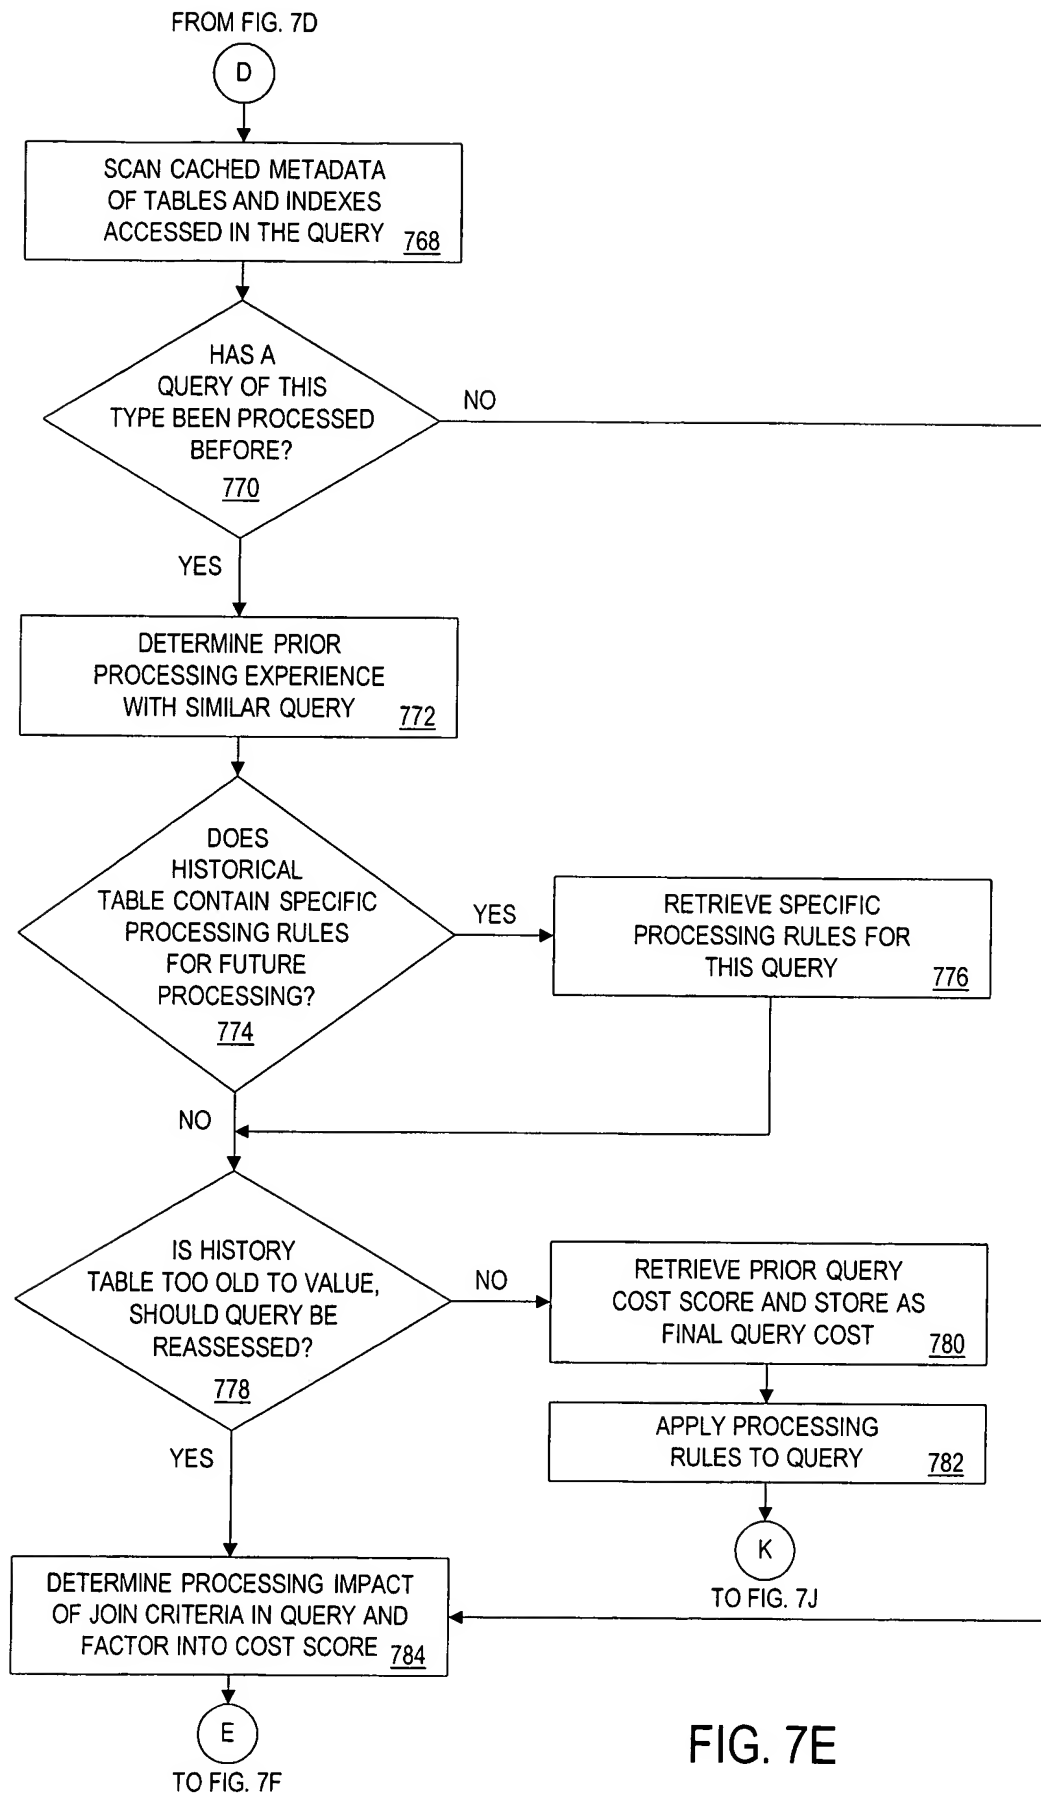 FROM FIG. 7D
D
SCAN CACHED METADATA
OF TABLES AND INDEXES
ACCESSED IN THE QUERY 768
HAS A
QUERY OF THIS
TYPE BEEN PROCESSED
BEFORE?
770
NO
YES
DETERMINE PRIOR
PROCESSING EXPERIENCE
WITH SIMILAR QUERY 772
DOES
HISTORICAL
TABLE CONTAIN SPECIFIC
PROCESSING RULES
FOR FUTURE
PROCESSING?
774
YES
RETRIEVE SPECIFIC
PROCESSING RULES FOR
THIS QUERY 776
NO
IS HISTORY
TABLE TOO OLD TO VALUE,
SHOULD QUERY BE
REASSESSED?
778
NO
RETRIEVE PRIOR QUERY
COST SCORE AND STORE AS
FINAL QUERY COST 780
APPLY PROCESSING
RULES TO QUERY 782
K
TO FIG. 7J
YES
DETERMINE PROCESSING IMPACT
OF JOIN CRITERIA IN QUERY AND
FACTOR INTO COST SCORE 784
E
TO FIG. 7F
FIG. 7E